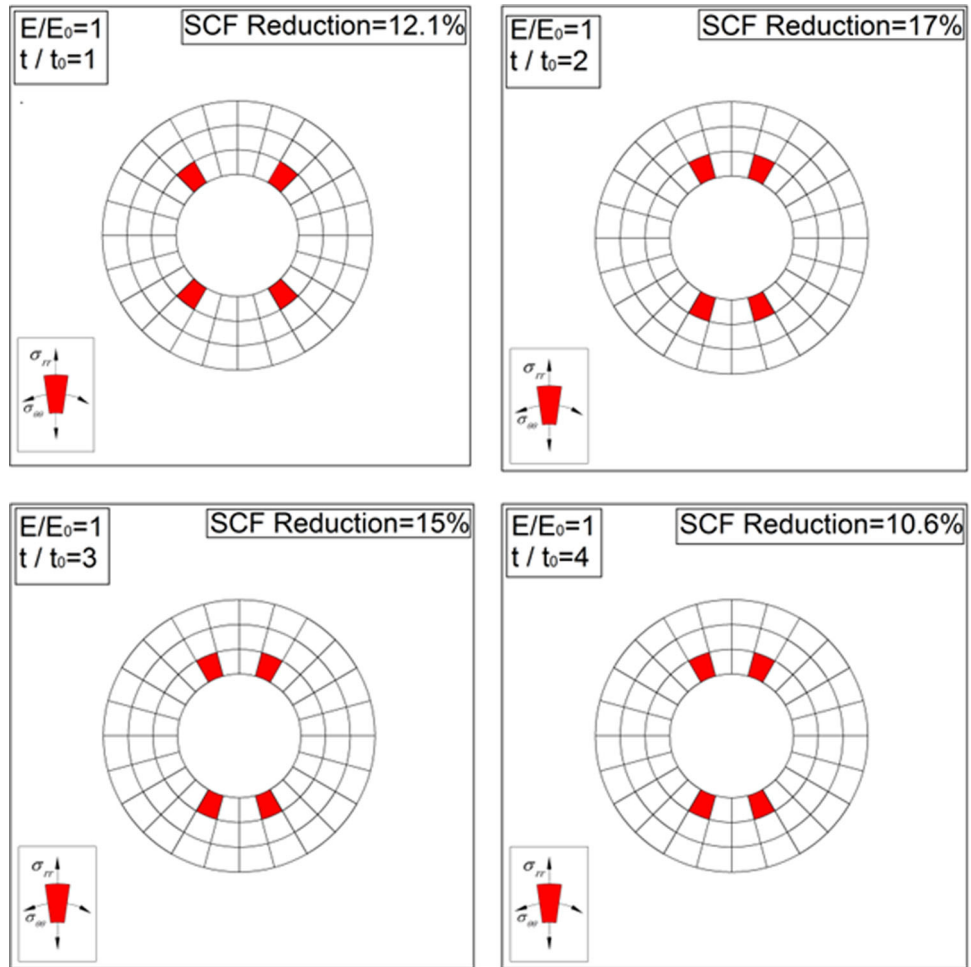 E/E₀=1
t / t₀=1
SCF Reduction=12.1%
σrr
σθθ
E/E₀=1
t / t₀=2
SCF Reduction=17%
σrr
σθθ
E/E₀=1
t / t₀=3
SCF Reduction=15%
σrr
σθθ
E/E₀=1
t / t₀=4
SCF Reduction=10.6%
σrr
σθθ